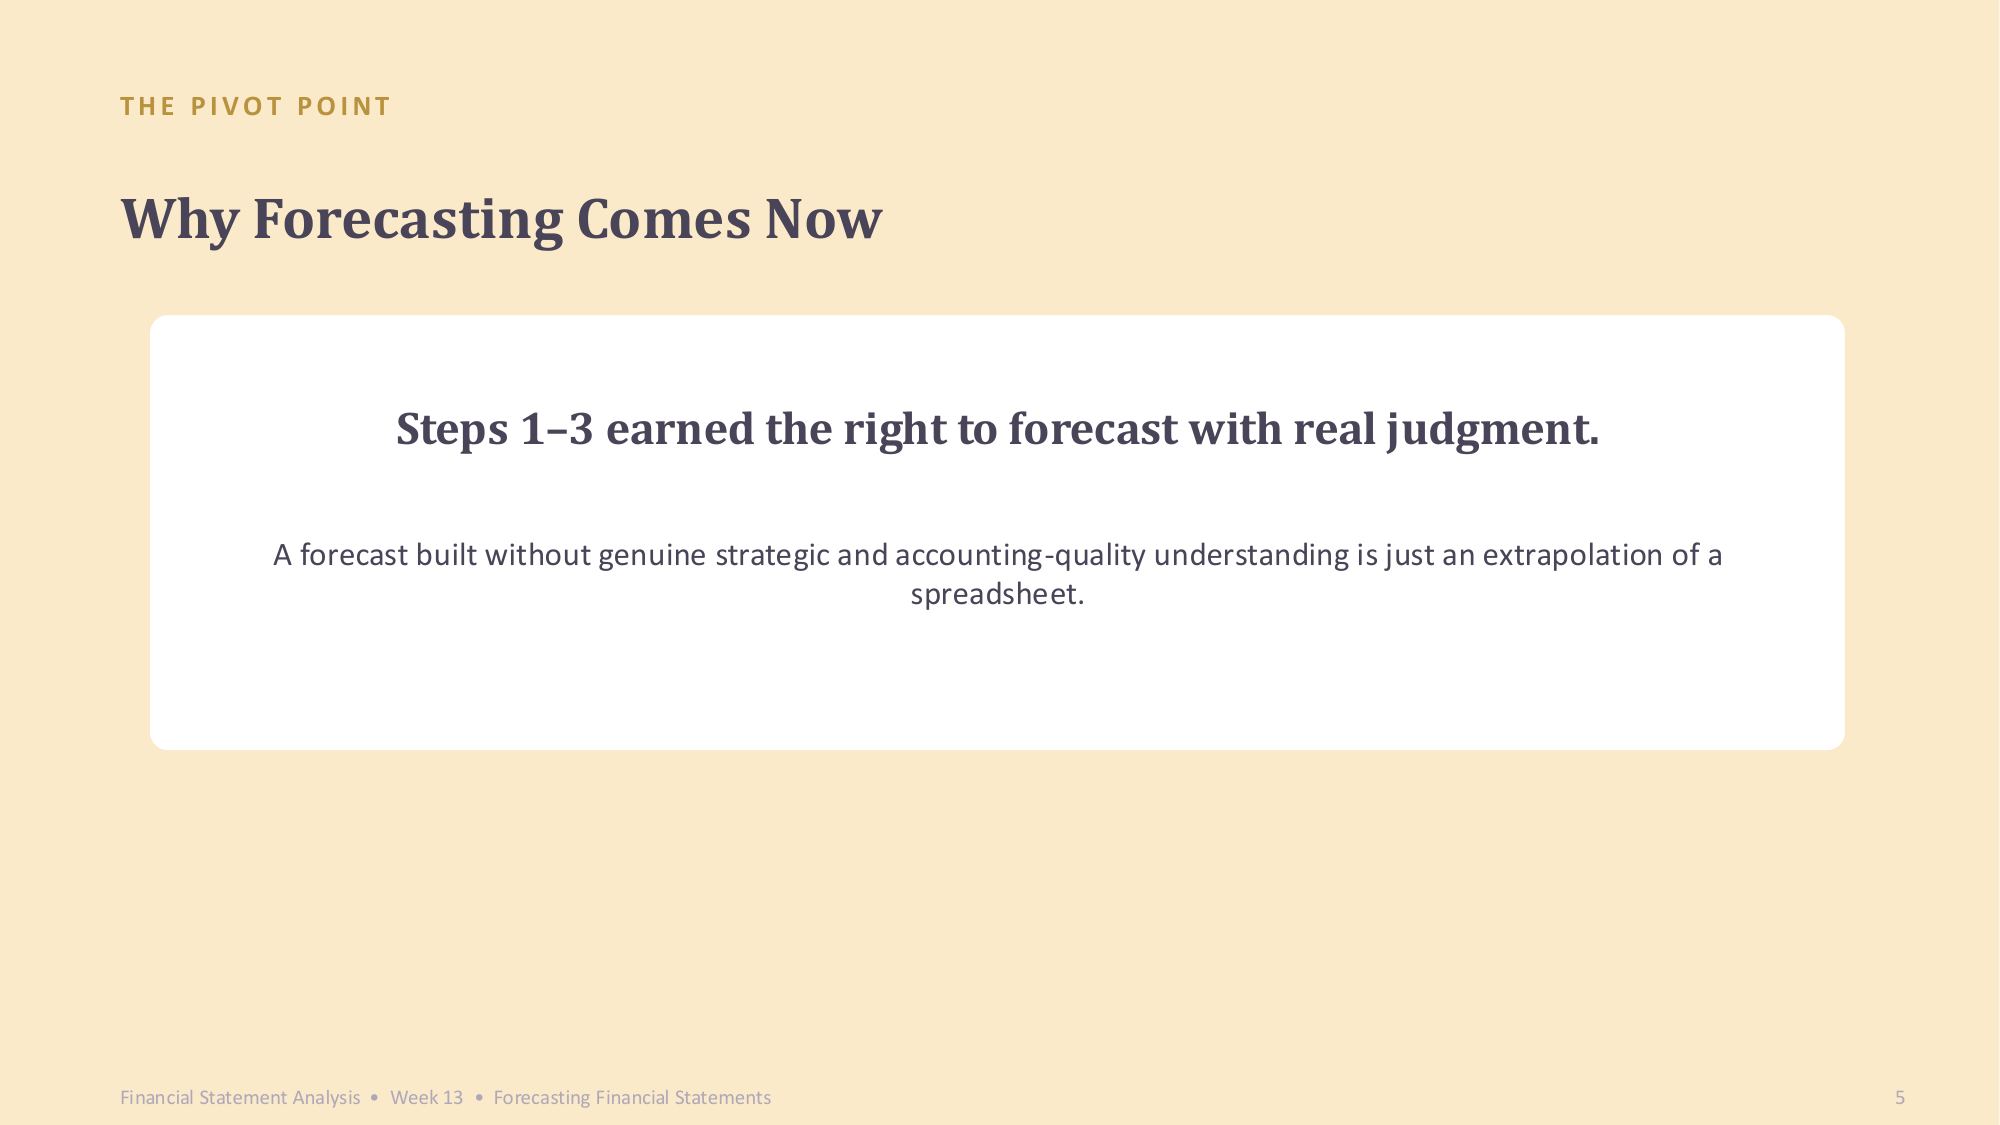 THE PIVOT POINT
Why Forecasting Comes Now
Steps 1–3 earned the right to forecast with real judgment.
A forecast built without genuine strategic and accounting-quality understanding is just an extrapolation of a
spreadsheet.
Financial Statement Analysis • Week 13 • Forecasting Financial Statements
5